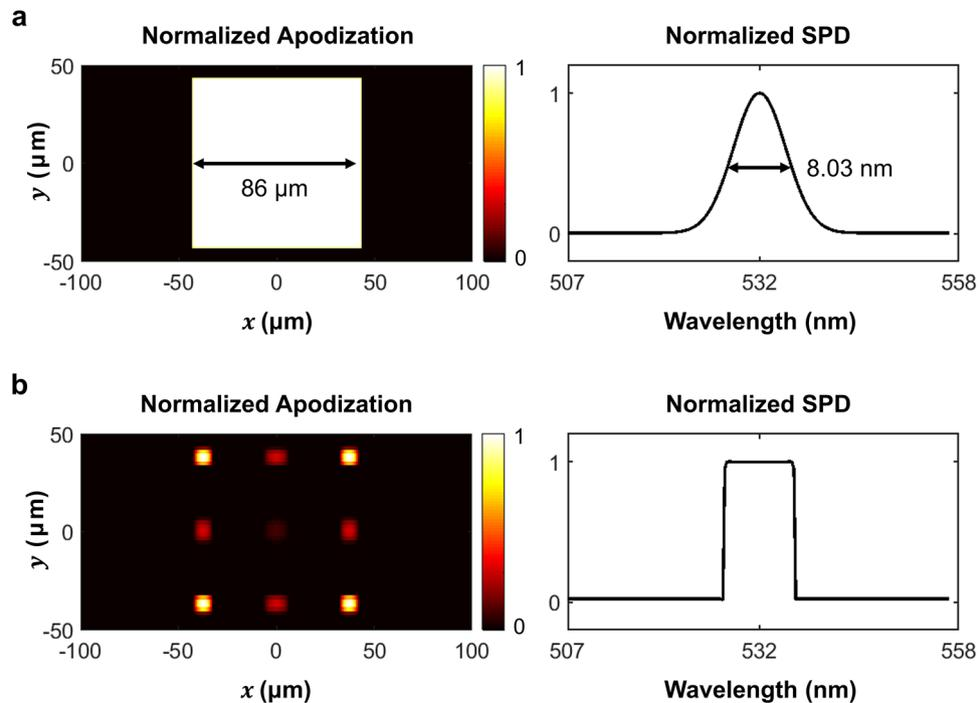 a
Normalized Apodization
Normalized SPD
50
0
-50
y (μm)
86 μm
1
0
-100
-50
0
50
100
x (μm)
1
0
8.03 nm
507
532
558
Wavelength (nm)
b
Normalized Apodization
Normalized SPD
50
0
-50
y (μm)
1
0
-100
-50
0
50
100
x (μm)
1
0
507
532
558
Wavelength (nm)